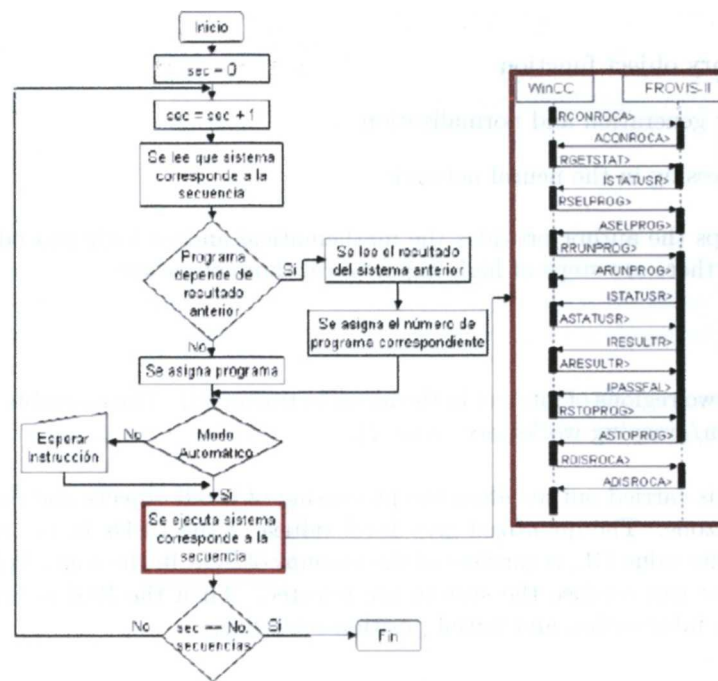 Inicio
sec = 0
sec = sec + 1
Se lee que sistema
corresponde a la
secuencia
Programa
depende de
resultado
anterior
Si
Se lee el resultado
del sistema anterior
Se asigna el número de
programa correspondiente
No
Se asigna programa
Modo
Automático
No
Esperar
Instrucción
Si
Se ejecuta sistema
corresponde a la
secuencia
sec == No.
secuencias
No
Si
Fin
WinCC
FROVIS-II
RCONROCA>
ACONROCA>
RGETSTAT>
ISTATUSR>
RSELPROG>
ASELPROG>
RRUNPROG>
ARUNPROG>
ISTATUSR>
ASTATUSR>
IRESULTR>
ARESULTR>
IPASSFAL>
RSTOPROG>
ASTOPROG>
RDISROCA>
ADISROCA>